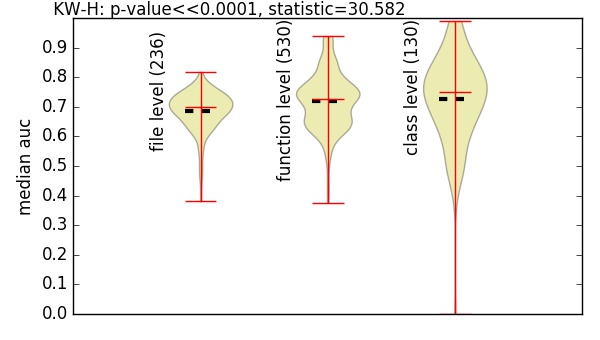 KW-H: p-value<<0.0001, statistic=30.582
median auc
0.9
0.8
0.7
0.6
0.5
0.4
0.3
0.2
0.1
0.0
file level (236)
function level (530)
class level (130)